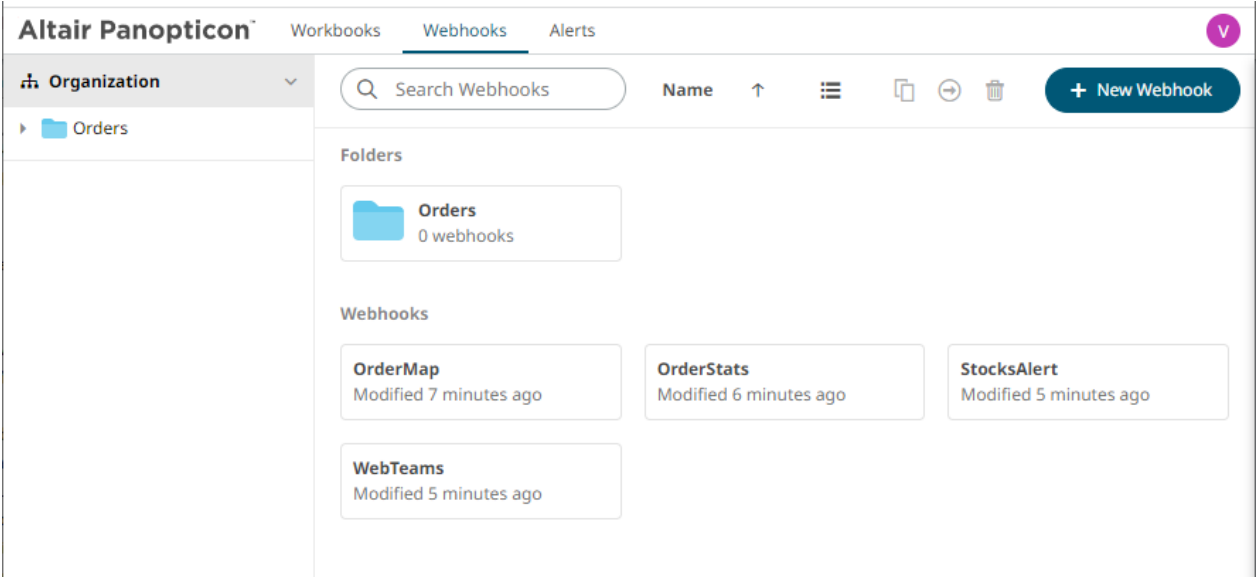 Altair Panopticon™ Workbooks Webhooks Alerts V
Organization
Orders
Search Webhooks Name New Webhook
Folders
Orders
0 webhooks
Webhooks
OrderMap
Modified 7 minutes ago
OrderStats
Modified 6 minutes ago
StocksAlert
Modified 5 minutes ago
WebTeams
Modified 5 minutes ago